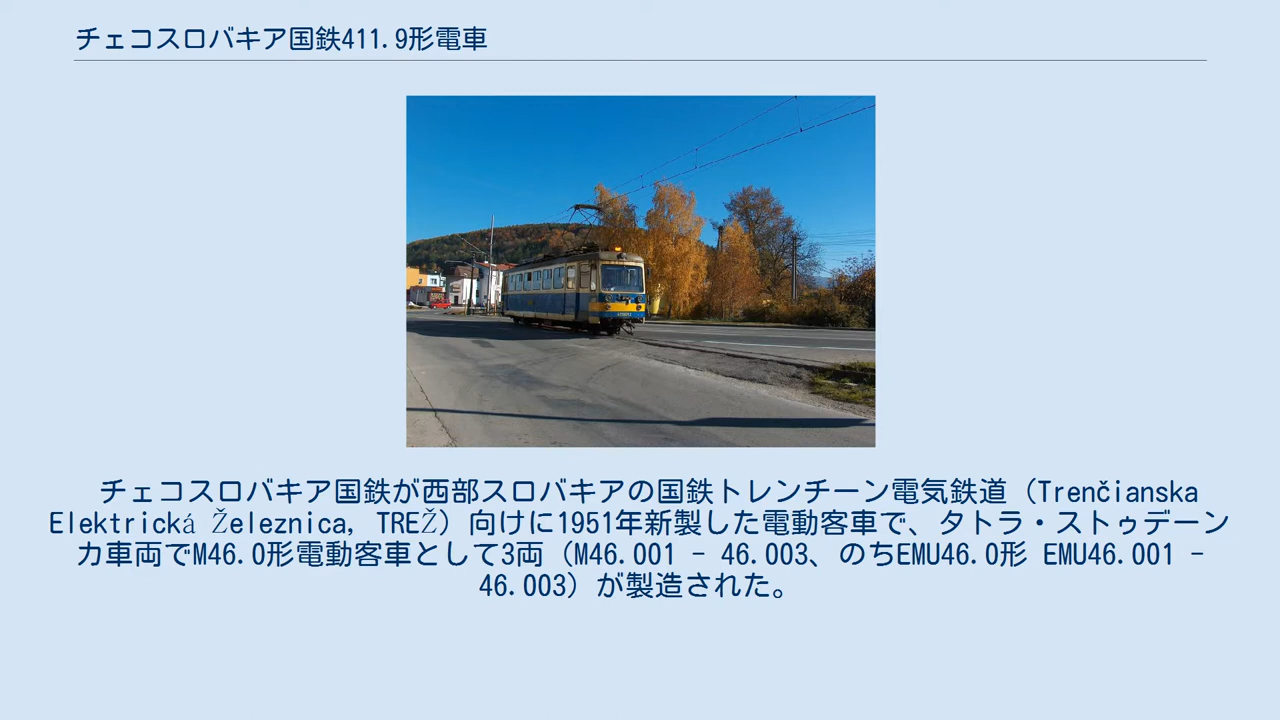 チェコスロバキア国鉄411.9形電車
チェコスロバキア国鉄が西部スロバキアの国鉄トレンチーン電気鉄道（Trenčianska
Elektrická Železnica, TREŽ）向けに1951年新製した電動客車で、タトラ・ストゥデーン
カ車両でM46.0形電動客車として3両（M46.001 - 46.003、のちEMU46.0形 EMU46.001 -
46.003）が製造された。